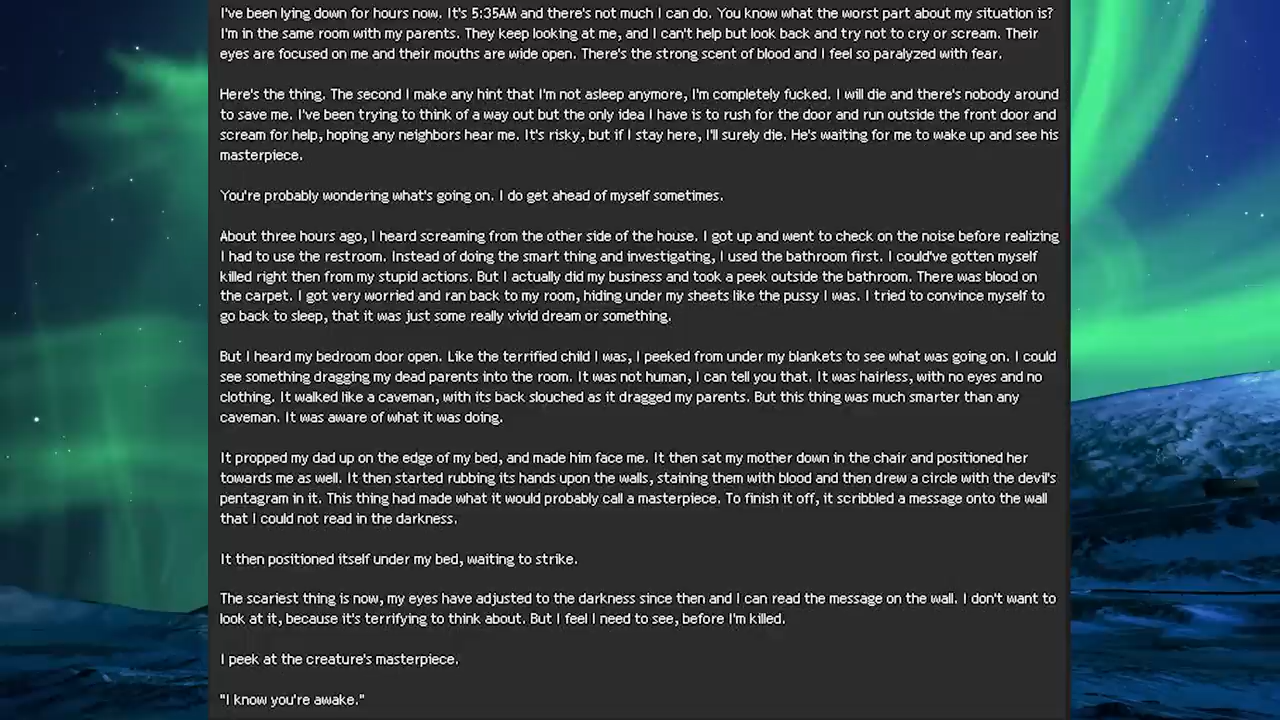 I've been lying down for hours now. It's 5:35AM and there's not much I can do. You know what the worst part about my situation is?
I'm in the same room with my parents. They keep looking at me, and I can't help but look back and try not to cry or scream. Their
eyes are focused on me and their mouths are wide open. There's the strong scent of blood and I feel so paralyzed with fear.
Here's the thing. The second I make any hint that I'm not asleep anymore, I'm completely fucked. I will die and there's nobody around
to save me. I've been trying to think of a way out but the only idea I have is to rush for the door and run outside the front door and
scream for help, hoping any neighbors hear me. It's risky, but if I stay here, I'll surely die. He's waiting for me to wake up and see his
masterpiece.
You're probably wondering what's going on. I do get ahead of myself sometimes.
About three hours ago, I heard screaming from the other side of the house. I got up and went to check on the noise before realizing
I had to use the restroom. Instead of doing the smart thing and investigating, I used the bathroom first. I could've gotten myself
killed right then from my stupid actions. But I actually did my business and took a peek outside the bathroom. There was blood on
the carpet. I got very worried and ran back to my room, hiding under my sheets like the pussy I was. I tried to convince myself to
go back to sleep, that it was just some really vivid dream or something.
But I heard my bedroom door open. Like the terrified child I was, I peeked from under my blankets to see what was going on. I could
see something dragging my dead parents into the room. It was not human, I can tell you that. It was hairless, with no eyes and no
clothing. It walked like a caveman, with its back slouched as it dragged my parents. But this thing was much smarter than any
caveman. It was aware of what it was doing.
It propped my dad up on the edge of my bed, and made him face me. It then sat my mother down in the chair and positioned her
towards me as well. It then started rubbing its hands upon the walls, staining them with blood and then drew a circle with the devil's
pentagram in it. This thing had made what it would probably call a masterpiece. To finish it off, it scribbled a message onto the wall
that I could not read in the darkness.
It then positioned itself under my bed, waiting to strike.
The scariest thing is now, my eyes have adjusted to the darkness since then and I can read the message on the wall. I don't want to
look at it, because it's terrifying to think about. But I feel I need to see, before I'm killed.
I peek at the creature's masterpiece.
"I know you're awake."